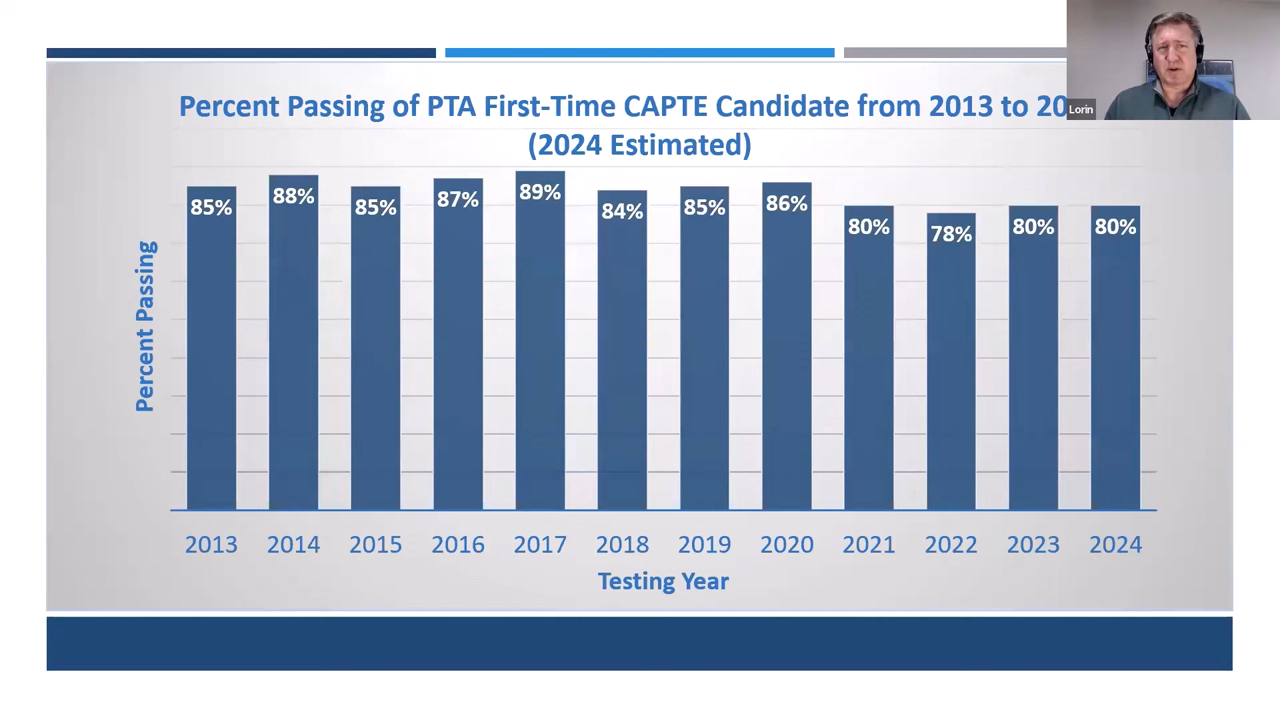 Percent Passing of PTA First-Time CAPTE Candidate from 2013 to 20
(2024 Estimated)
Lorin
85%
88%
85%
87%
89%
84%
85%
86%
80%
78%
80%
80%
Percent Passing
2013 2014 2015 2016 2017 2018 2019 2020 2021 2022 2023 2024
Testing Year